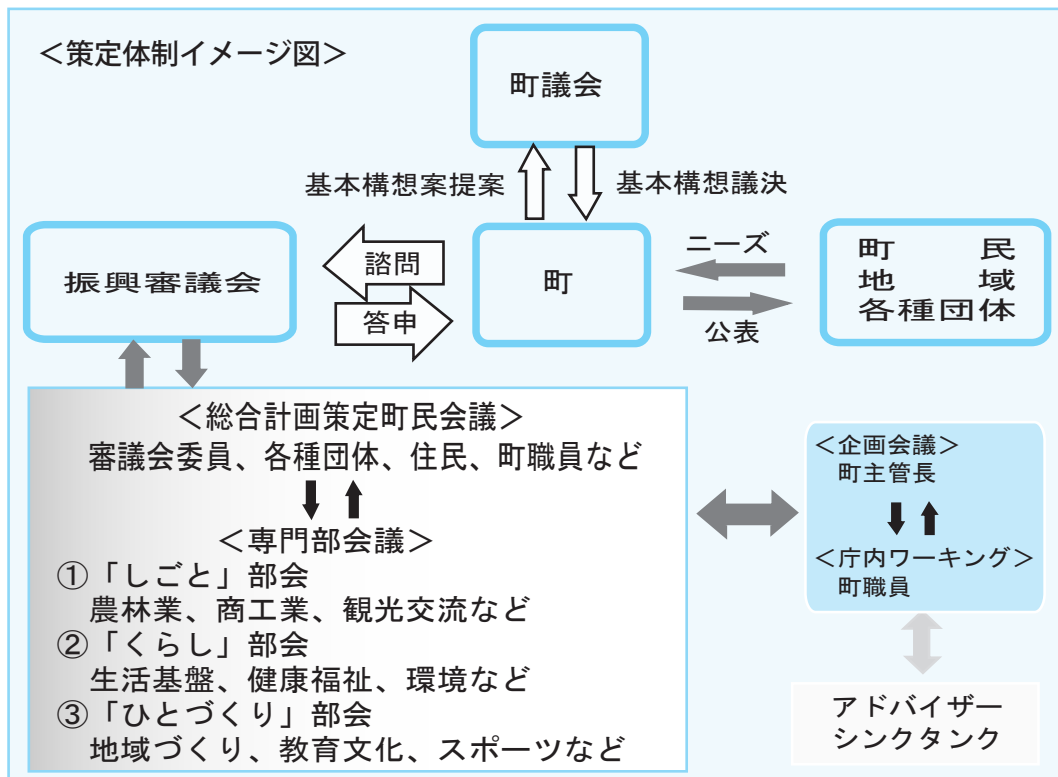 ＜策定体制イメージ図＞
町議会
基本構想案提案
基本構想議決
振興審議会
諮問
答申
町
ニーズ
公表
町　　民
地　　域
各種団体
＜総合計画策定町民会議＞
審議会委員、各種団体、住民、町職員など
＜専門部会議＞
①「しごと」部会
農林業、商工業、観光交流など
②「くらし」部会
生活基盤、健康福祉、環境など
③「ひとづくり」部会
地域づくり、教育文化、スポーツなど
＜企画会議＞
町主管長
＜庁内ワーキング＞
町職員
アドバイザー
シンクタンク